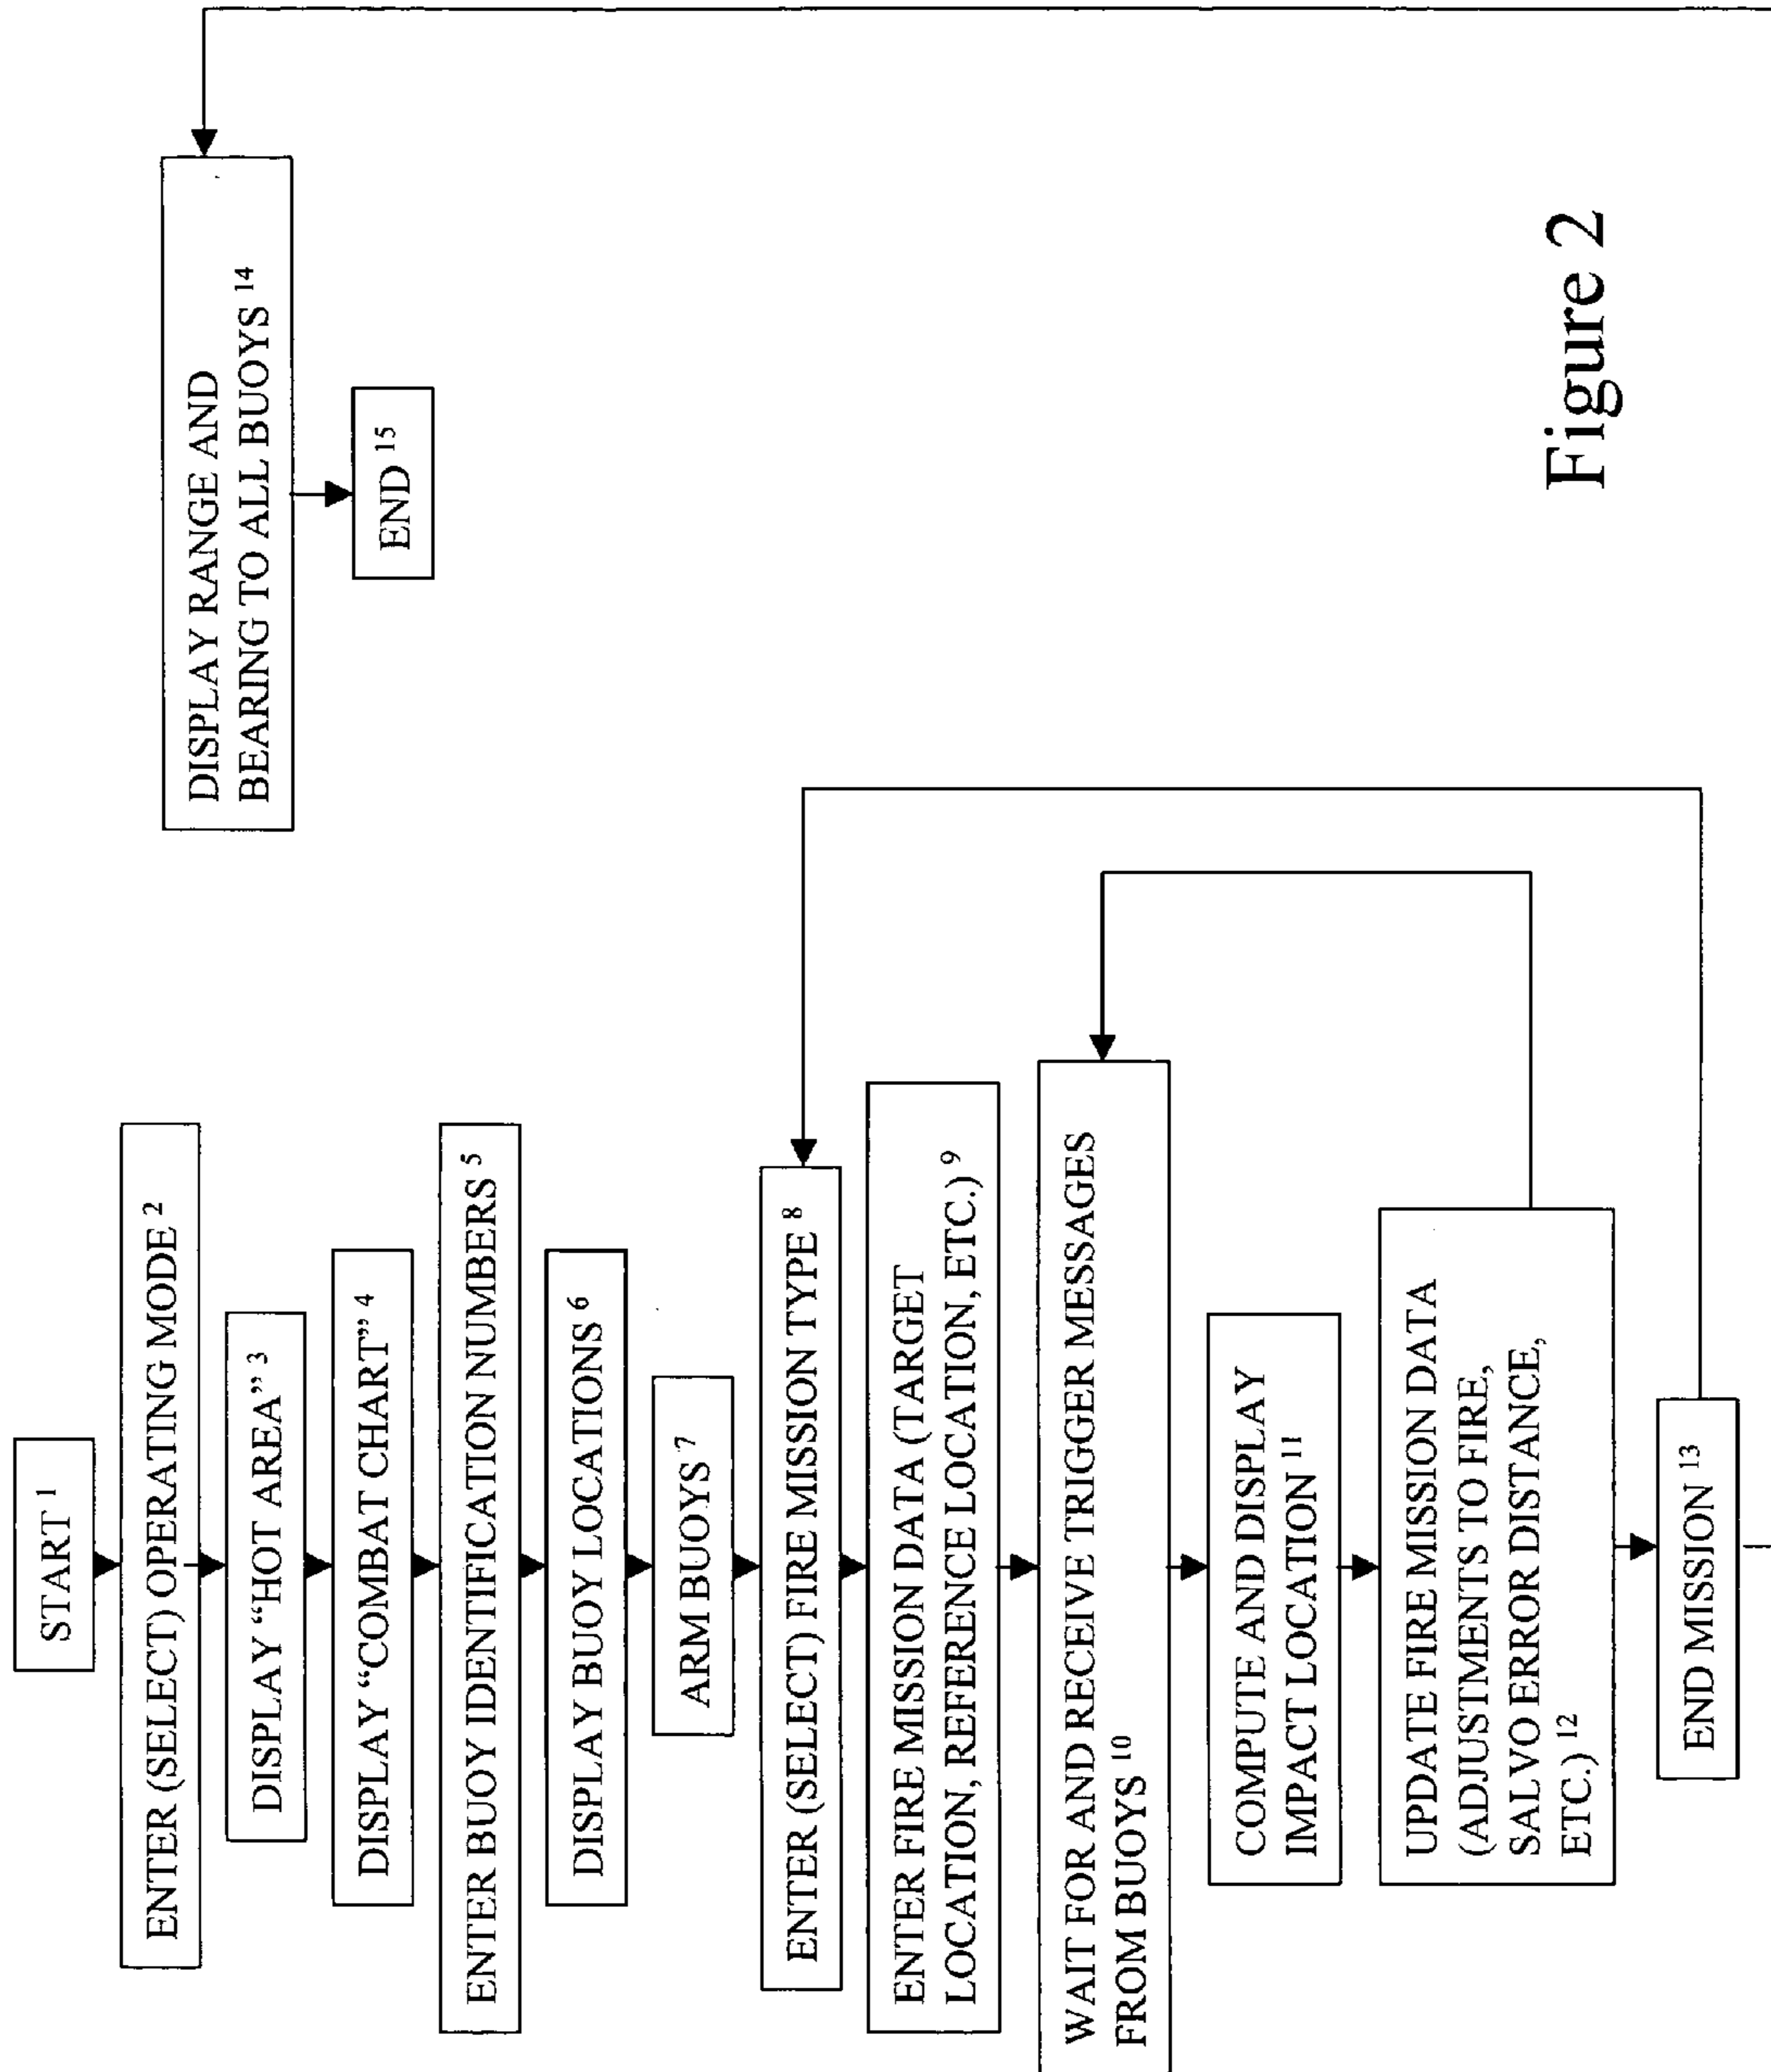 START 1
ENTER (SELECT) OPERATING MODE 2
DISPLAY “HOT AREA” 3
DISPLAY “COMBAT CHART” 4
ENTER BUOY IDENTIFICATION NUMBERS 5
DISPLAY BUOY LOCATIONS 6
ARM BUOYS 7
ENTER (SELECT) FIRE MISSION TYPE 8
ENTER FIRE MISSION DATA (TARGET
LOCATION, REFERENCE LOCATION, ETC.) 9
WAIT FOR AND RECEIVE TRIGGER MESSAGES
FROM BUOYS 10
COMPUTE AND DISPLAY
IMPACT LOCATION 11
UPDATE FIRE MISSION DATA
(ADJUSTMENTS TO FIRE,
SALVO ERROR DISTANCE,
ETC.) 12
END MISSION 13
DISPLAY RANGE AND
BEARING TO ALL BUOYS 14
END 15
Figure 2